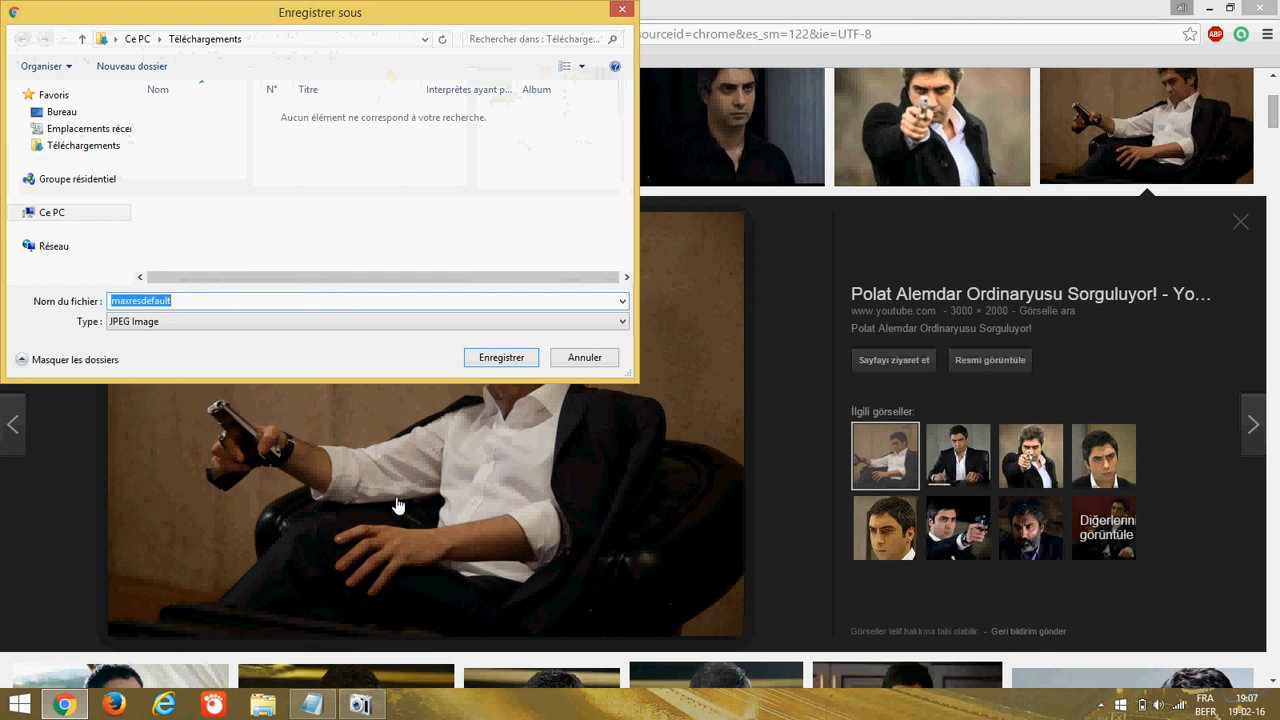 Enregistrer sous
Ce PC
Téléchargements
Rechercher dans : Télécharge...
Organiser
Nouveau dossier
Nom
N°
Titre
Interprètes ayant p...
Album
Aucun élément ne correspond à votre recherche.
Favoris
Bureau
Emplacements récer
Téléchargements
Groupe résidentiel
Ce PC
Réseau
Nom du fichier :
maxresdefault
Type :
JPEG Image
Masquer les dossiers
Enregistrer
Annuler
ali
sourceid=chrome&es_sm=122&ie=UTF-8
ABP
Polat Alemdar Ordinaryusu Sorguluyor! - Yo...
www.youtube.com - 3000 × 2000 - Görselle ara
Polat Alemdar Ordinaryusu Sorguluyor!
Sayfayı ziyaret et
Resmi görüntüle
İlgili görseller:
Diğerlerini
görüntüle
Görseller telif hakkına tabi olabilir. - Geri bildirim gönder
FRA
BEFR
19:07
19-02-16